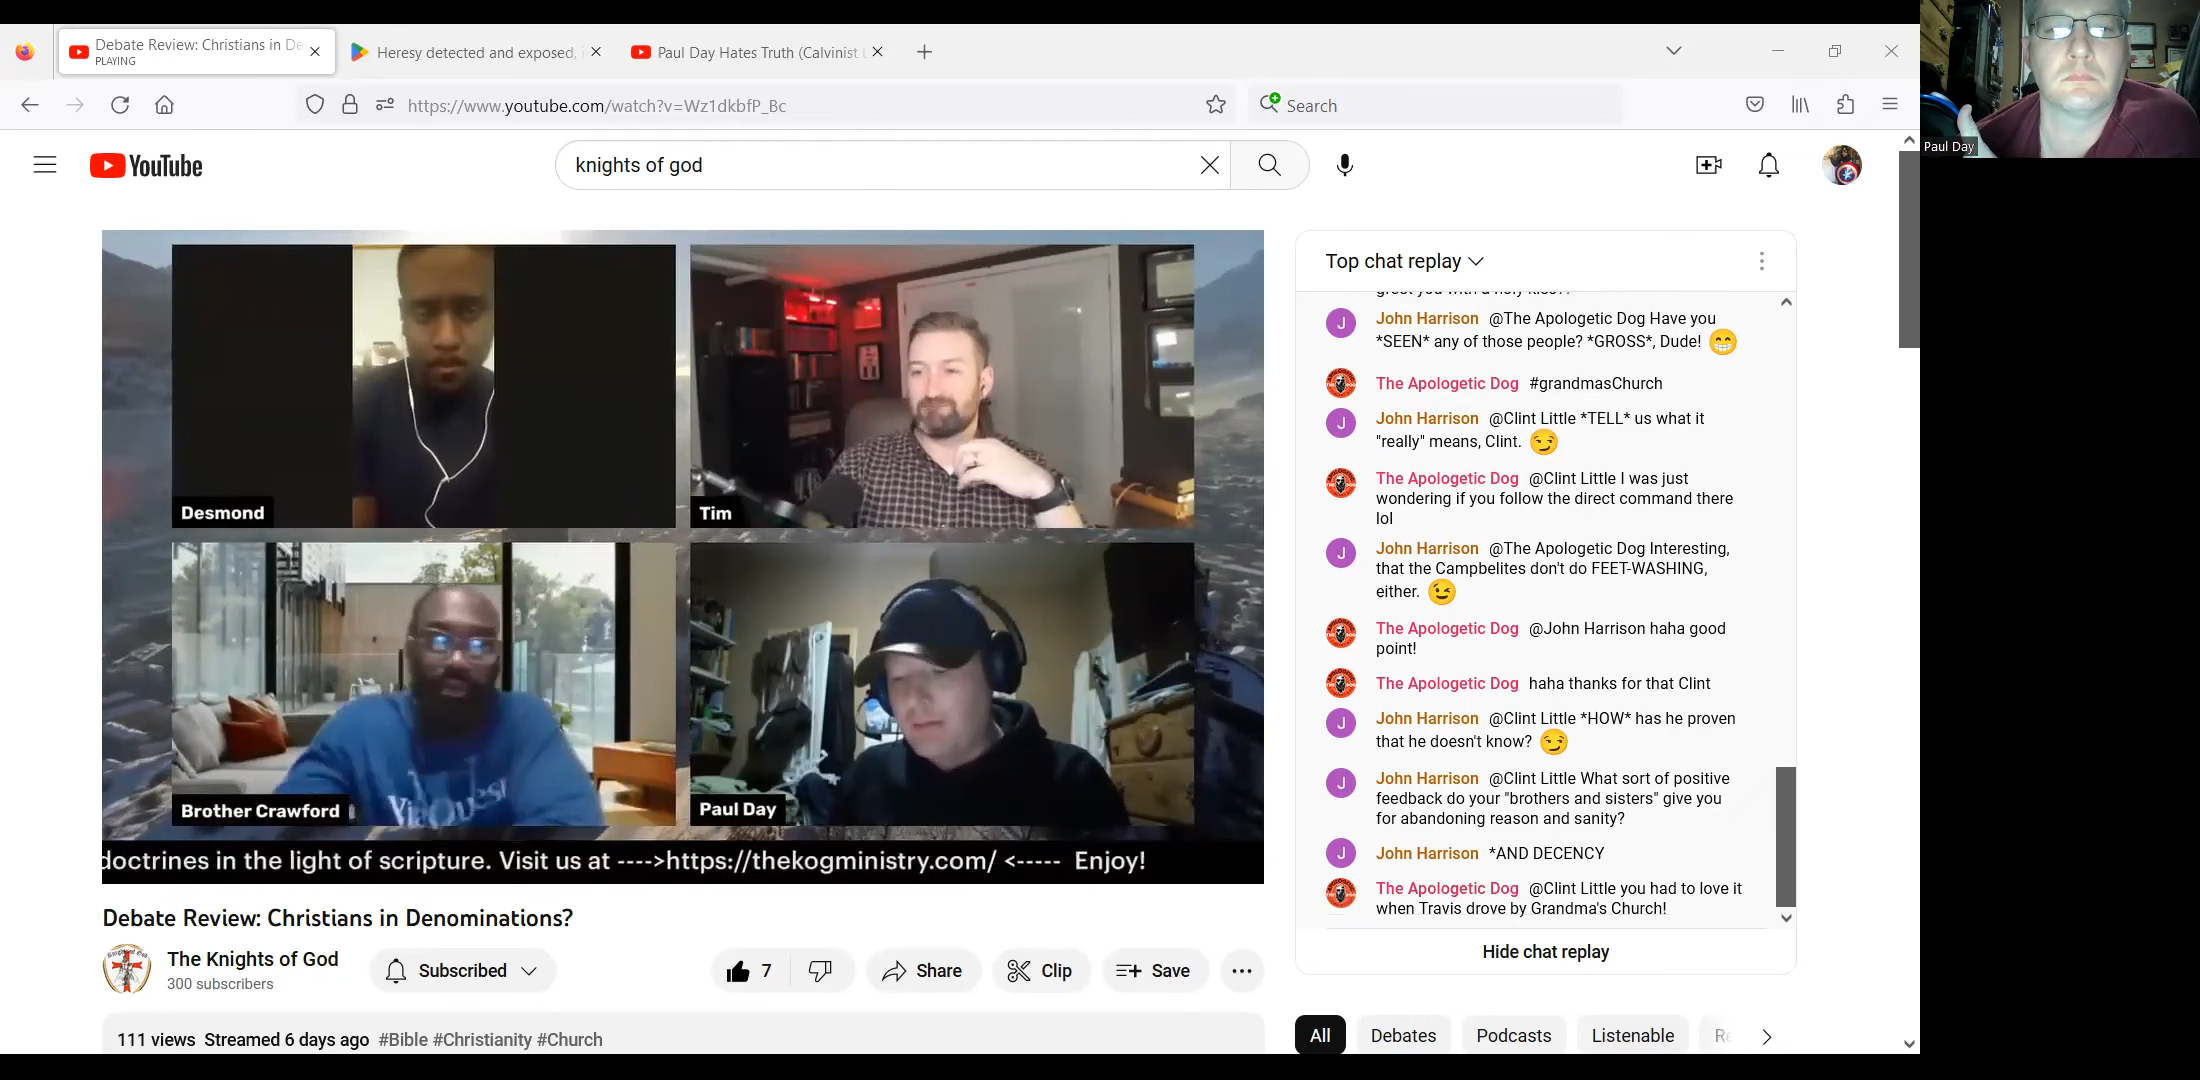 Debate Review: Christians in De
PLAYING
Heresy detected and exposed,
Paul Day Hates Truth (Calvinist
https://www.youtube.com/watch?v=Wz1dkbfP_Bc
Search
Paul Day
YouTube
knights of god
Top chat replay
greet you with a holy kiss??
John Harrison @The Apologetic Dog Have you
*SEEN* any of those people? *GROSS*, Dude! 😁
The Apologetic Dog #grandmasChurch
John Harrison @Clint Little *TELL* us what it
"really" means, Clint. 😏
The Apologetic Dog @Clint Little I was just
wondering if you follow the direct command there
lol
John Harrison @The Apologetic Dog Interesting,
that the Campbelites don't do FEET-WASHING,
either. 😉
The Apologetic Dog @John Harrison haha good
point!
The Apologetic Dog haha thanks for that Clint
John Harrison @Clint Little *HOW* has he proven
that he doesn't know? 😏
John Harrison @Clint Little What sort of positive
feedback do your "brothers and sisters" give you
for abandoning reason and sanity?
John Harrison *AND DECENCY
The Apologetic Dog @Clint Little you had to love it
when Travis drove by Grandma's Church!
Hide chat replay
Desmond
Tim
Brother Crawford
Paul Day
doctrines in the light of scripture. Visit us at ---->https://thekogministry.com/ <----- Enjoy!
Debate Review: Christians in Denominations?
The Knights of God
300 subscribers
Subscribed
7
Share
Clip
Save
111 views Streamed 6 days ago #Bible #Christianity #Church
All
Debates
Podcasts
Listenable
Re